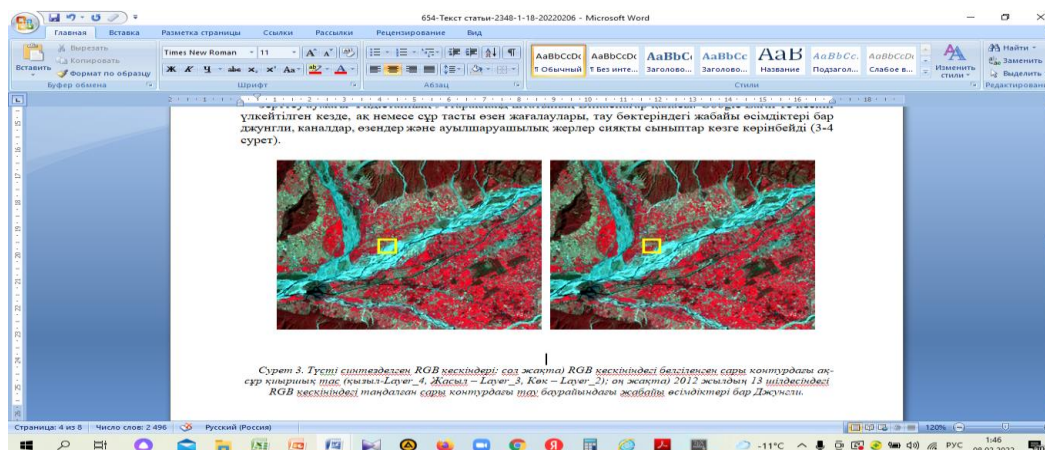 654-Текст статьи-2348-1-18-20220206 - Microsoft Word
Главная Вставка Разметка страницы Ссылки Рассылки Рецензирование Вид
Вставить
Вырезать
Копировать
Формат по образцу
Буфер обмена
Times New Roman 11
Ж К Ч abc x, x² Aa
Шрифт
Абзац
AaBbCcDc AaBbCcDc AaBbC AaBbCc AaB AaBbCc. AaBbCcDc
¶ Обычный ¶ Без инте... Заголово... Заголово... Название Подзагол... Слабое в...
Изменить стили
Стили
Найти
Заменить
Выделить
Редактирован
үлкейтілген кезде, ақ немесе сұр тасты өзен жағалаулары, тау бөктеріндегі жабайы өсімдіктері бар
джунгли, каналдар, өзендер және ауылшаруашылық жерлер сияқты сыныптар көзге көрінбейді (3-4
сурет).
Сурет 3. Түсті синтезделген RGB кескіндері: сол жақта) RGB кескініндегі белгіленген сары контурдағы ақ-
сұр қиыршық тас (қызыл-Layer_4, Жасыл – Layer_3, Көк – Layer_2); оң жақта) 2012 жылдың 13 шілдесіндегі
RGB кескініндегі таңдалған сары контурдағы тау баурайындағы жабайы өсімдіктері бар Джунгли.
Страница: 4 из 8 Число слов: 2 496 Русский (Россия) 120%
-11°C РУС 1:46